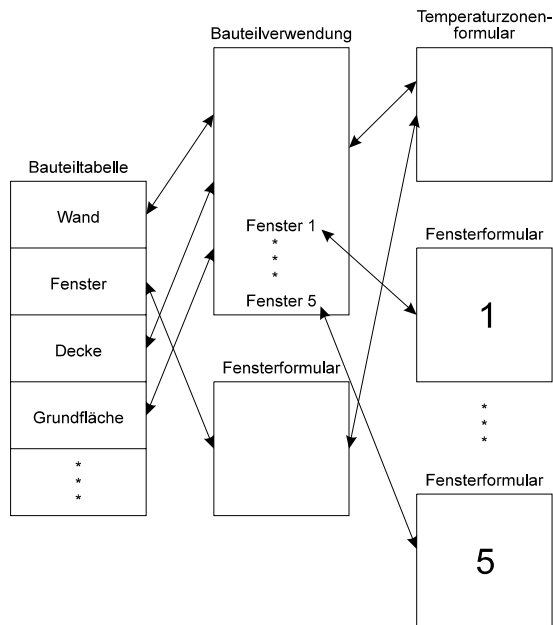 Bauteiltabelle
Wand
Fenster
Decke
Grundfläche
*
*
*
Bauteilverwendung
Fenster 1
*
*
*
Fenster 5
Fensterformular
Temperaturzonen-
formular
Fensterformular
1
*
*
*
Fensterformular
5